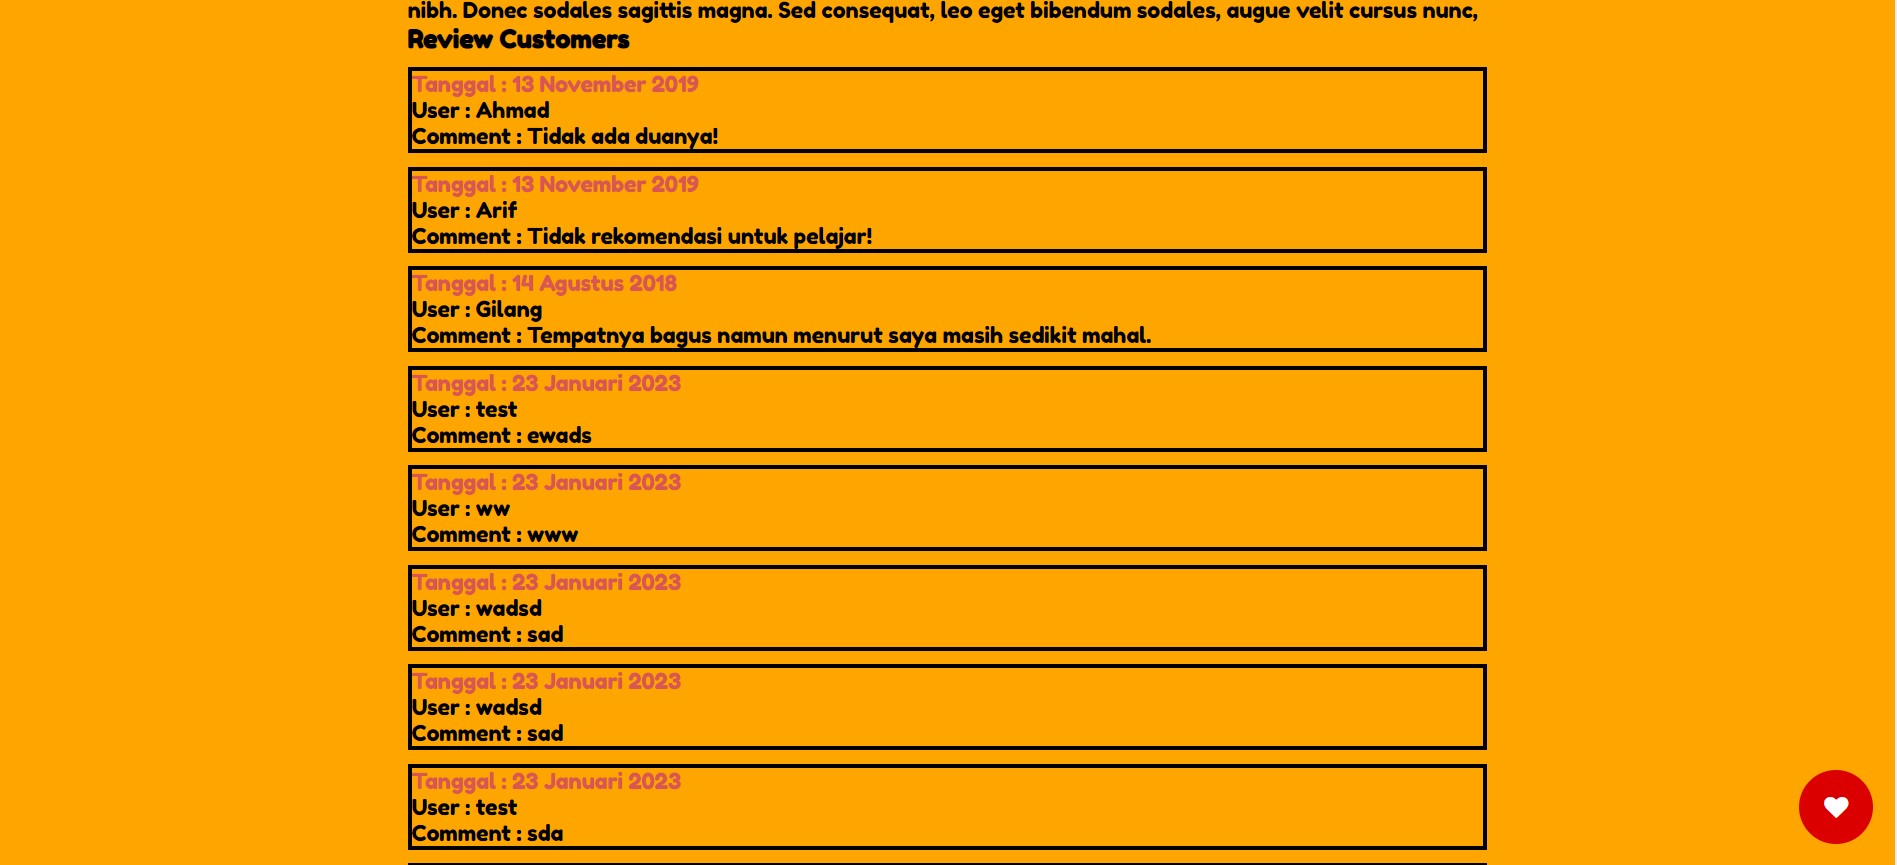 nibh. Donec sodales sagittis magna. Sed consequat, leo eget bibendum sodales, augue velit cursus nunc,
Review Customers
Tanggal : 13 November 2019
User : Ahmad
Comment : Tidak ada duanya!
Tanggal : 13 November 2019
User : Arif
Comment : Tidak rekomendasi untuk pelajar!
Tanggal : 14 Agustus 2018
User : Gilang
Comment : Tempatnya bagus namun menurut saya masih sedikit mahal.
Tanggal : 23 Januari 2023
User : test
Comment : ewads
Tanggal : 23 Januari 2023
User : ww
Comment : www
Tanggal : 23 Januari 2023
User : wadsd
Comment : sad
Tanggal : 23 Januari 2023
User : wadsd
Comment : sad
Tanggal : 23 Januari 2023
User : test
Comment : sda